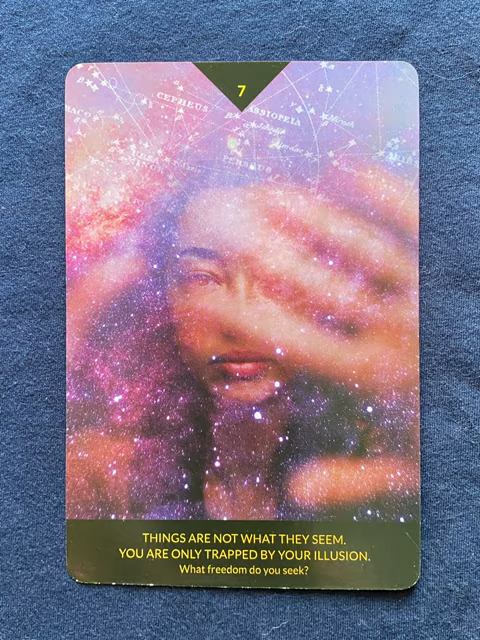 7
CEPHEUS
CASSIOPEIA
PERSEUS
THINGS ARE NOT WHAT THEY SEEM.
YOU ARE ONLY TRAPPED BY YOUR ILLUSION.
What freedom do you seek?